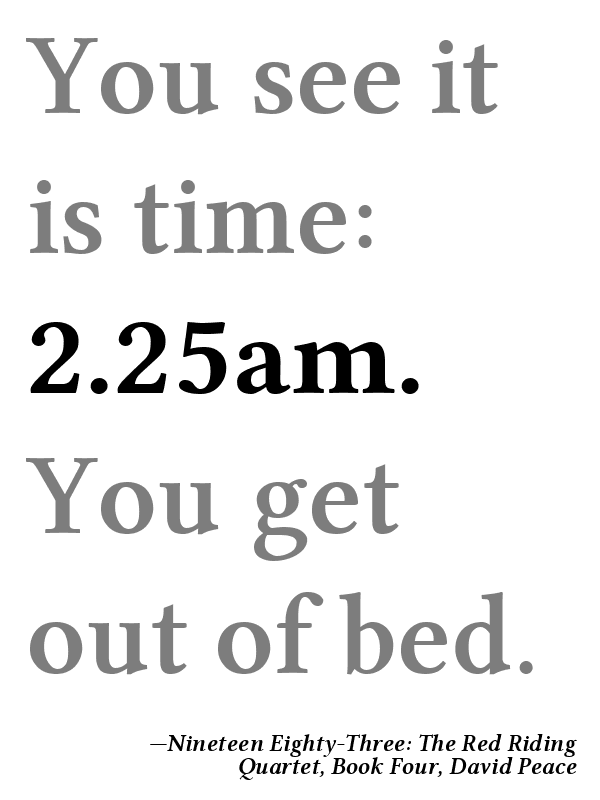 You see it
is time:
2.25am.
You get
out of bed.
—Nineteen Eighty-Three: The Red Riding
Quartet, Book Four, David Peace